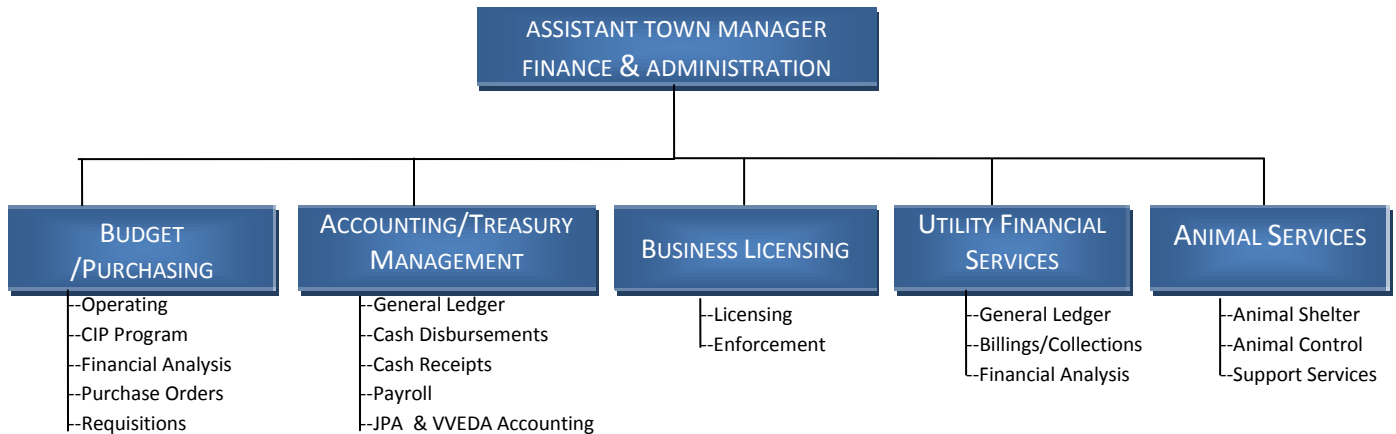 ASSISTANT TOWN MANAGER
FINANCE & ADMINISTRATION
BUDGET
/PURCHASING
--Operating
--CIP Program
--Financial Analysis
--Purchase Orders
--Requisitions
ACCOUNTING/TREASURY
MANAGEMENT
--General Ledger
--Cash Disbursements
--Cash Receipts
--Payroll
--JPA & VVEDA Accounting
BUSINESS LICENSING
--Licensing
--Enforcement
UTILITY FINANCIAL
SERVICES
--General Ledger
--Billings/Collections
--Financial Analysis
ANIMAL SERVICES
--Animal Shelter
--Animal Control
--Support Services